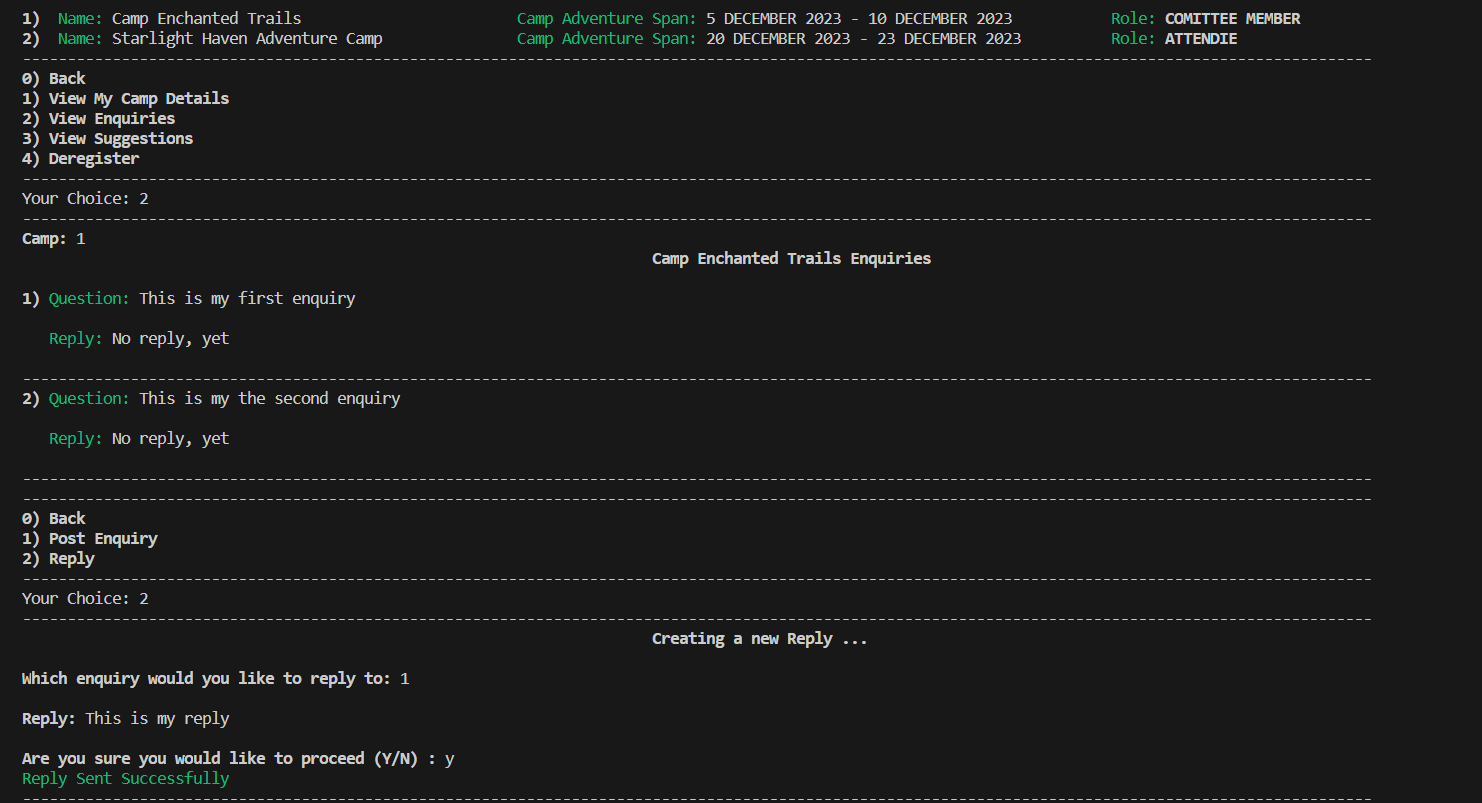 1)  Name: Camp Enchanted Trails                        Camp Adventure Span: 5 DECEMBER 2023 - 10 DECEMBER 2023           Role: COMITTEE MEMBER
2)  Name: Starlight Haven Adventure Camp               Camp Adventure Span: 20 DECEMBER 2023 - 23 DECEMBER 2023          Role: ATTENDIE
------------------------------------------------------------------------------------------------------------------------------------------------------
0) Back
1) View My Camp Details
2) View Enquiries
3) View Suggestions
4) Deregister
------------------------------------------------------------------------------------------------------------------------------------------------------
Your Choice: 2
------------------------------------------------------------------------------------------------------------------------------------------------------
Camp: 1
Camp Enchanted Trails Enquiries
1) Question: This is my first enquiry
Reply: No reply, yet
------------------------------------------------------------------------------------------------------------------------------------------------------
2) Question: This is my the second enquiry
Reply: No reply, yet
------------------------------------------------------------------------------------------------------------------------------------------------------
------------------------------------------------------------------------------------------------------------------------------------------------------
0) Back
1) Post Enquiry
2) Reply
------------------------------------------------------------------------------------------------------------------------------------------------------
Your Choice: 2
------------------------------------------------------------------------------------------------------------------------------------------------------
Creating a new Reply ...
Which enquiry would you like to reply to: 1
Reply: This is my reply
Are you sure you would like to proceed (Y/N) : y
Reply Sent Successfully
------------------------------------------------------------------------------------------------------------------------------------------------------